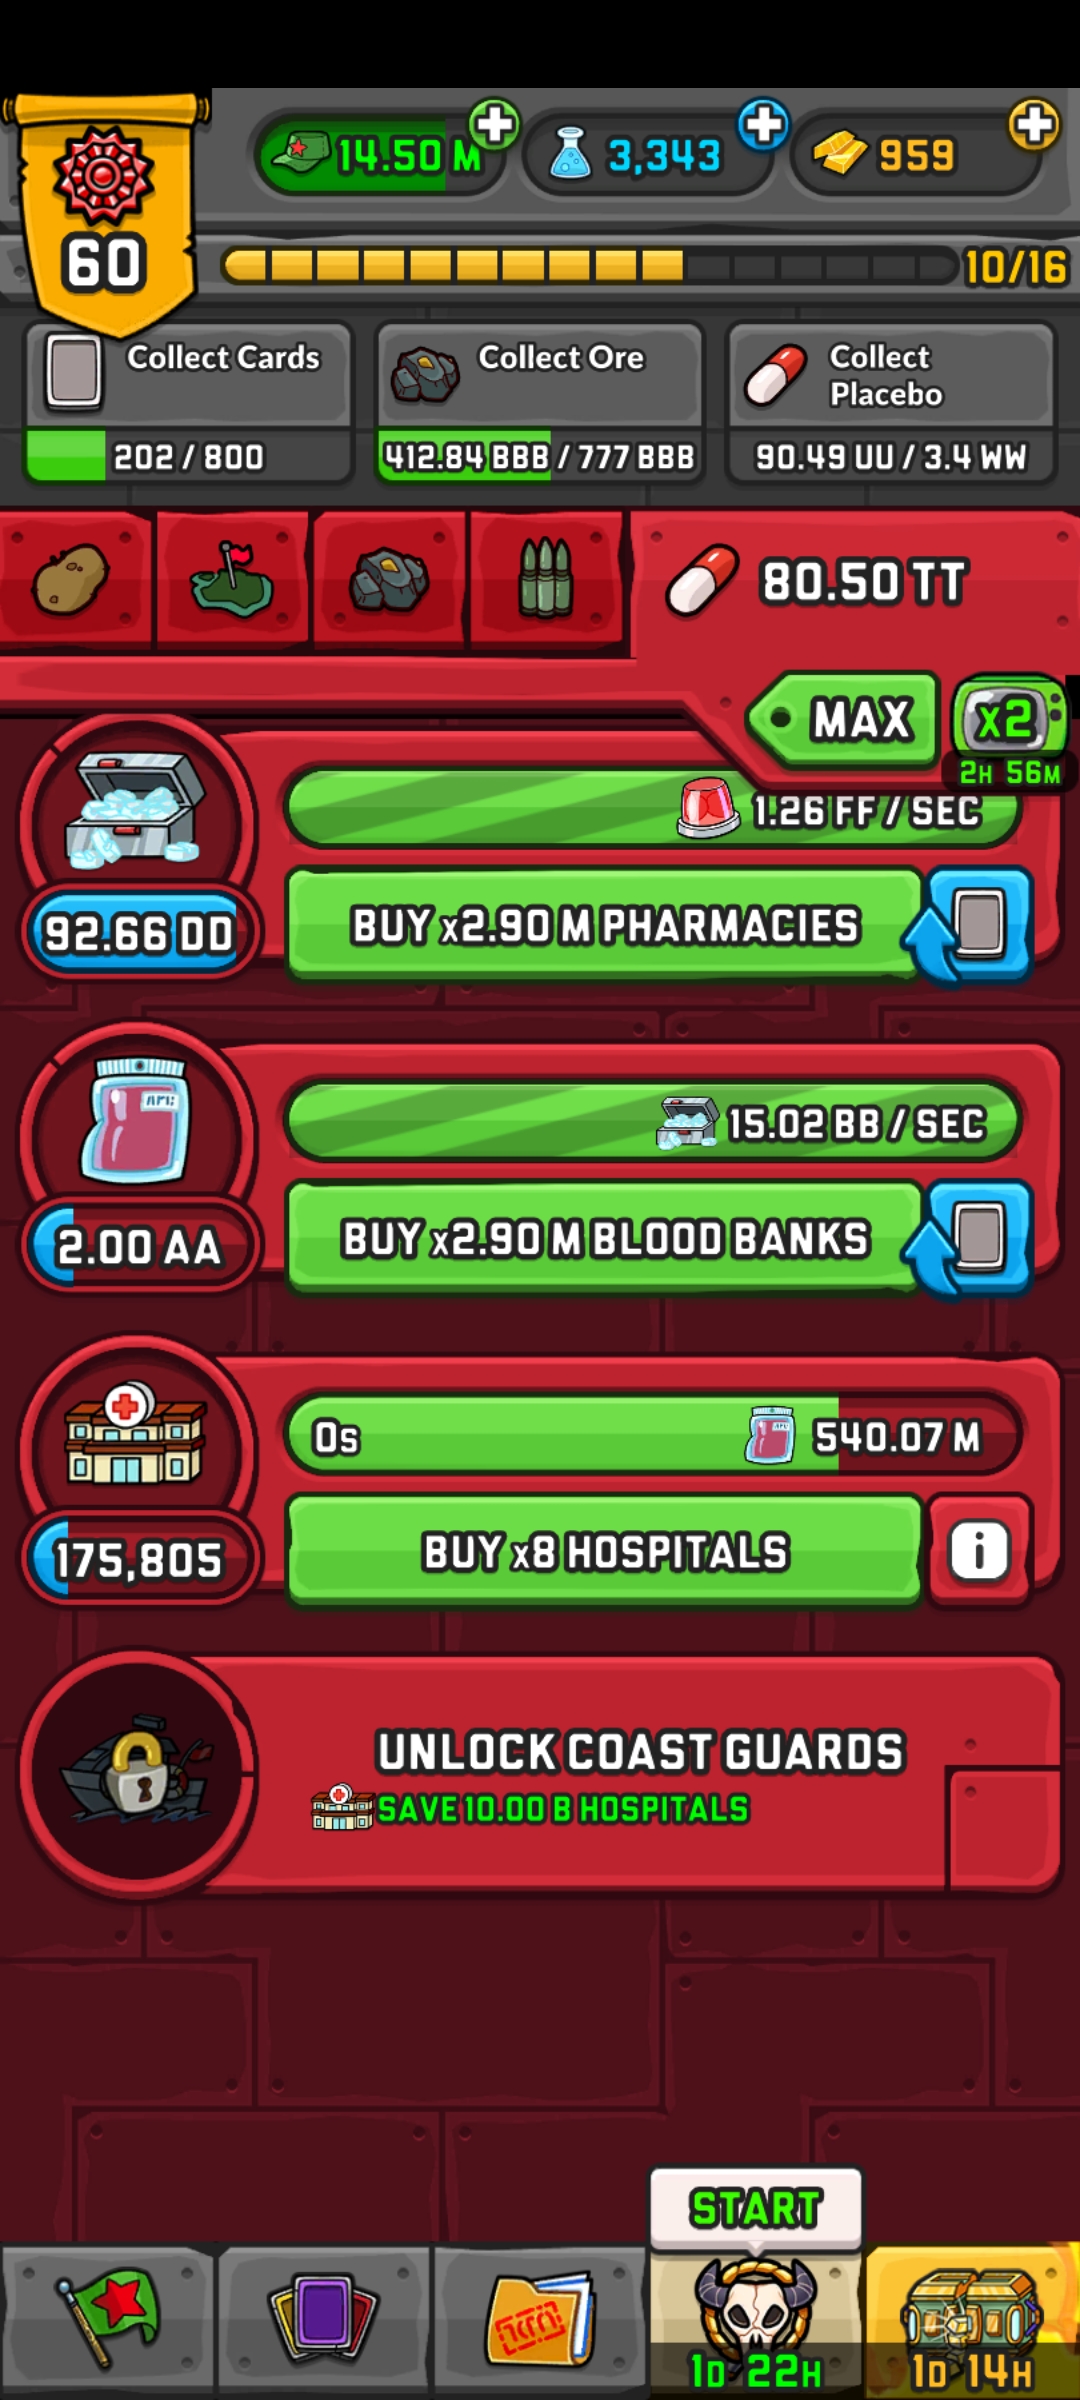 14.50 M
3,343
959
60
10/16
Collect Cards
202 / 800
Collect Ore
412.84 BBB / 777 BBB
Collect
Placebo
90.49 UU / 3.4 WW
80.50 TT
MAX
x2
2H 56M
1.26 FF / SEC
92.66 DD
BUY x2.90 M PHARMACIES
15.02 BB / SEC
2.00 AA
BUY x2.90 M BLOOD BANKS
0s
540.07 M
175,805
BUY x8 HOSPITALS
i
UNLOCK COAST GUARDS
SAVE 10.00 B HOSPITALS
START
1D 22H
1D 14H